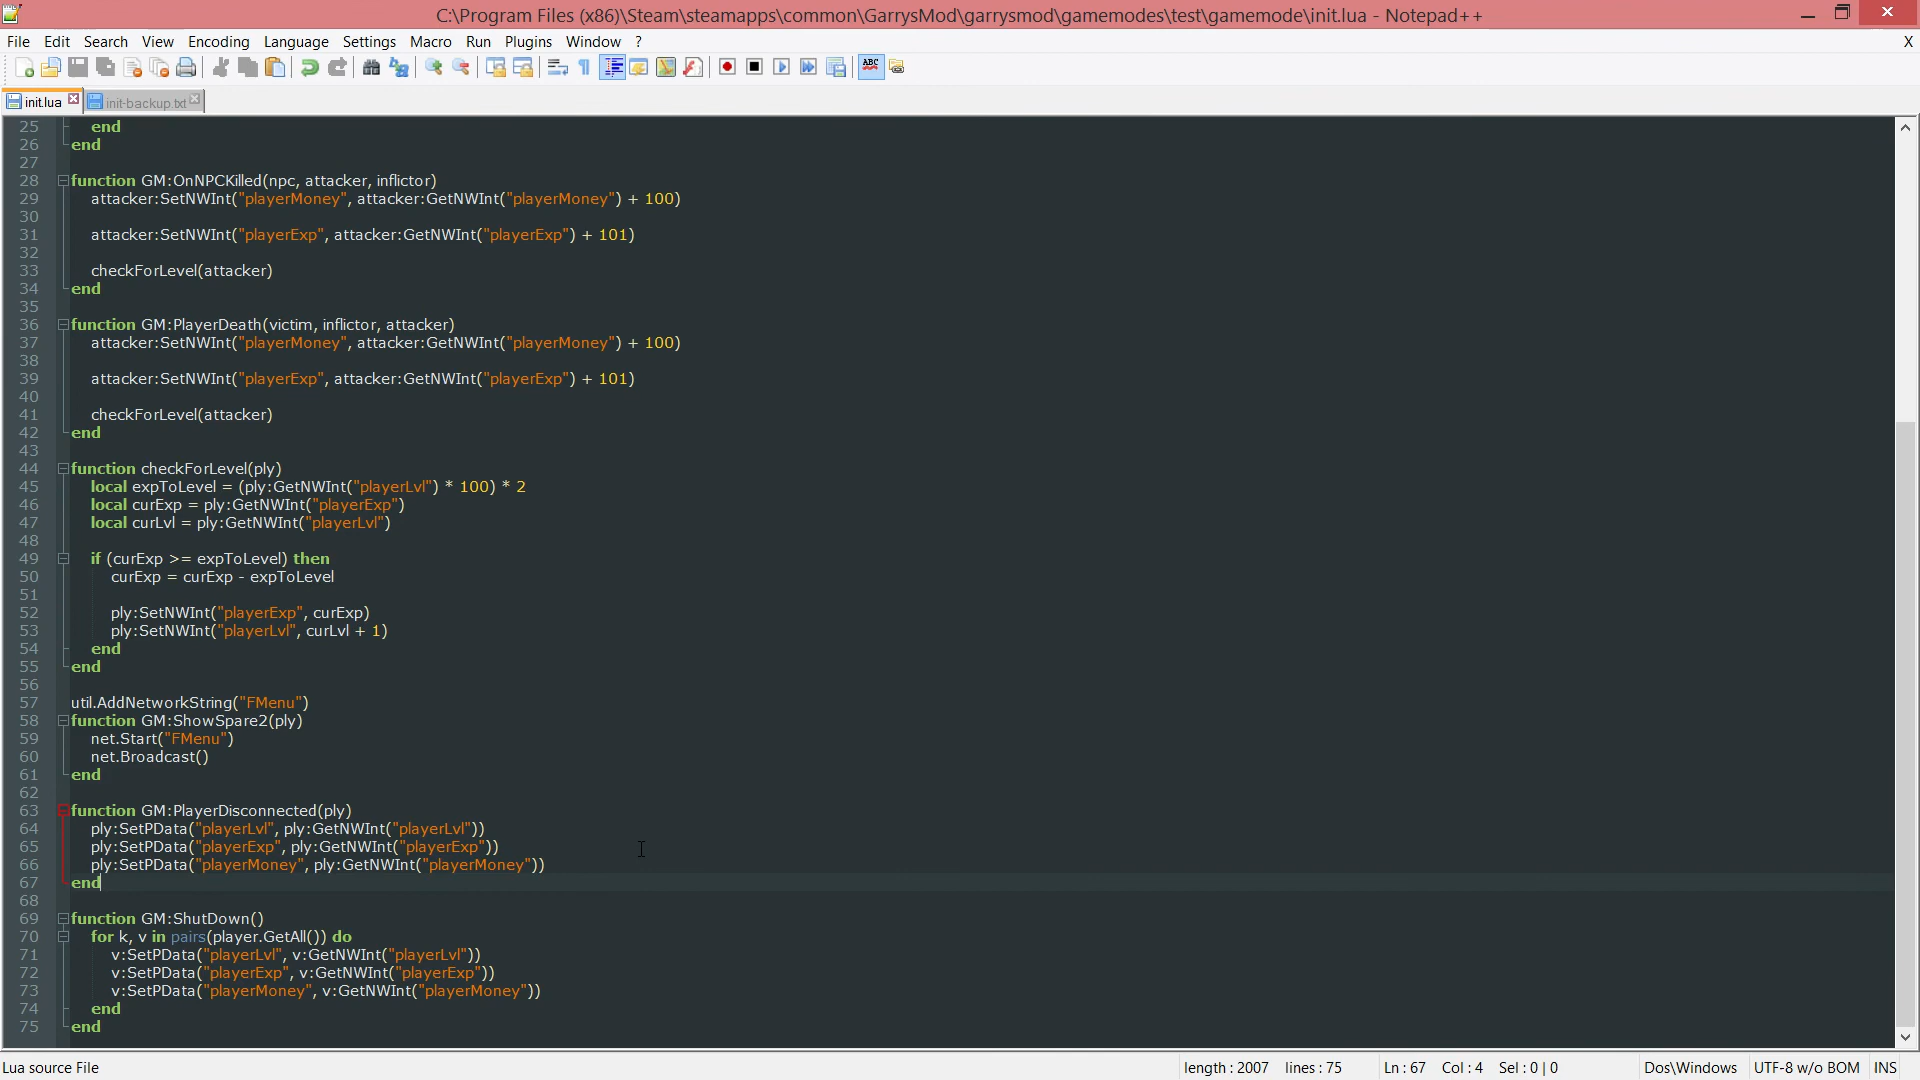 C:\Program Files (x86)\Steam\steamapps\common\GarrysMod\garrysmod\gamemodes\test\gamemode\init.lua - Notepad++
File Edit Search View Encoding Language Settings Macro Run Plugins Window ? X
ABC
init.lua init-backup.txt
25 end
26 end
27
28 function GM:OnNPCKilled(npc, attacker, inflictor)
29 attacker:SetNWInt("playerMoney", attacker:GetNWInt("playerMoney") + 100)
30
31 attacker:SetNWInt("playerExp", attacker:GetNWInt("playerExp") + 101)
32
33 checkForLevel(attacker)
34 end
35
36 function GM:PlayerDeath(victim, inflictor, attacker)
37 attacker:SetNWInt("playerMoney", attacker:GetNWInt("playerMoney") + 100)
38
39 attacker:SetNWInt("playerExp", attacker:GetNWInt("playerExp") + 101)
40
41 checkForLevel(attacker)
42 end
43
44 function checkForLevel(ply)
45 local expToLevel = (ply:GetNWInt("playerLvl") * 100) * 2
46 local curExp = ply:GetNWInt("playerExp")
47 local curLvl = ply:GetNWInt("playerLvl")
48
49 if (curExp >= expToLevel) then
50 curExp = curExp - expToLevel
51
52 ply:SetNWInt("playerExp", curExp)
53 ply:SetNWInt("playerLvl", curLvl + 1)
54 end
55 end
56
57 util.AddNetworkString("FMenu")
58 function GM:ShowSpare2(ply)
59 net.Start("FMenu")
60 net.Broadcast()
61 end
62
63 function GM:PlayerDisconnected(ply)
64 ply:SetPData("playerLvl", ply:GetNWInt("playerLvl"))
65 ply:SetPData("playerExp", ply:GetNWInt("playerExp"))
66 ply:SetPData("playerMoney", ply:GetNWInt("playerMoney"))
67 end
68
69 function GM:ShutDown()
70 for k, v in pairs(player.GetAll()) do
71 v:SetPData("playerLvl", v:GetNWInt("playerLvl"))
72 v:SetPData("playerExp", v:GetNWInt("playerExp"))
73 v:SetPData("playerMoney", v:GetNWInt("playerMoney"))
74 end
75 end
Lua source File length : 2007 lines : 75 Ln : 67 Col : 4 Sel : 0 | 0 Dos\Windows UTF-8 w/o BOM INS